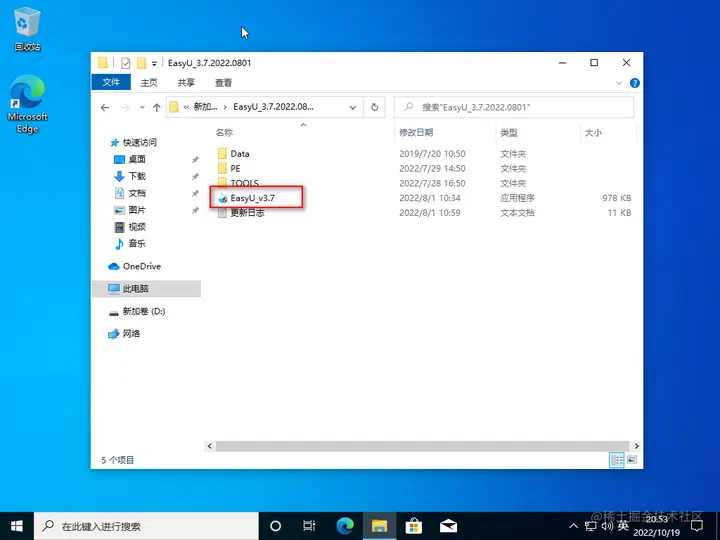 回收站
Microsoft
Edge
EasyU_3.7.2022.0801
文件 主页 共享 查看
« 新加... › EasyU_3.7.2022.08...
搜索"EasyU_3.7.2022.0801"
名称 修改日期 类型 大小
快速访问
桌面
下载
文档
图片
视频
音乐
OneDrive
此电脑
新加卷 (D:)
网络
Data 2019/7/20 10:50 文件夹
PE 2022/7/29 14:50 文件夹
TOOLS 2022/7/28 16:50 文件夹
EasyU_v3.7 2022/8/1 10:34 应用程序 978 KB
更新日志 2022/8/1 10:59 文本文档 11 KB
5 个项目
在此键入进行搜索
英
20:53
2022/10/19
@稀土掘金技术社区